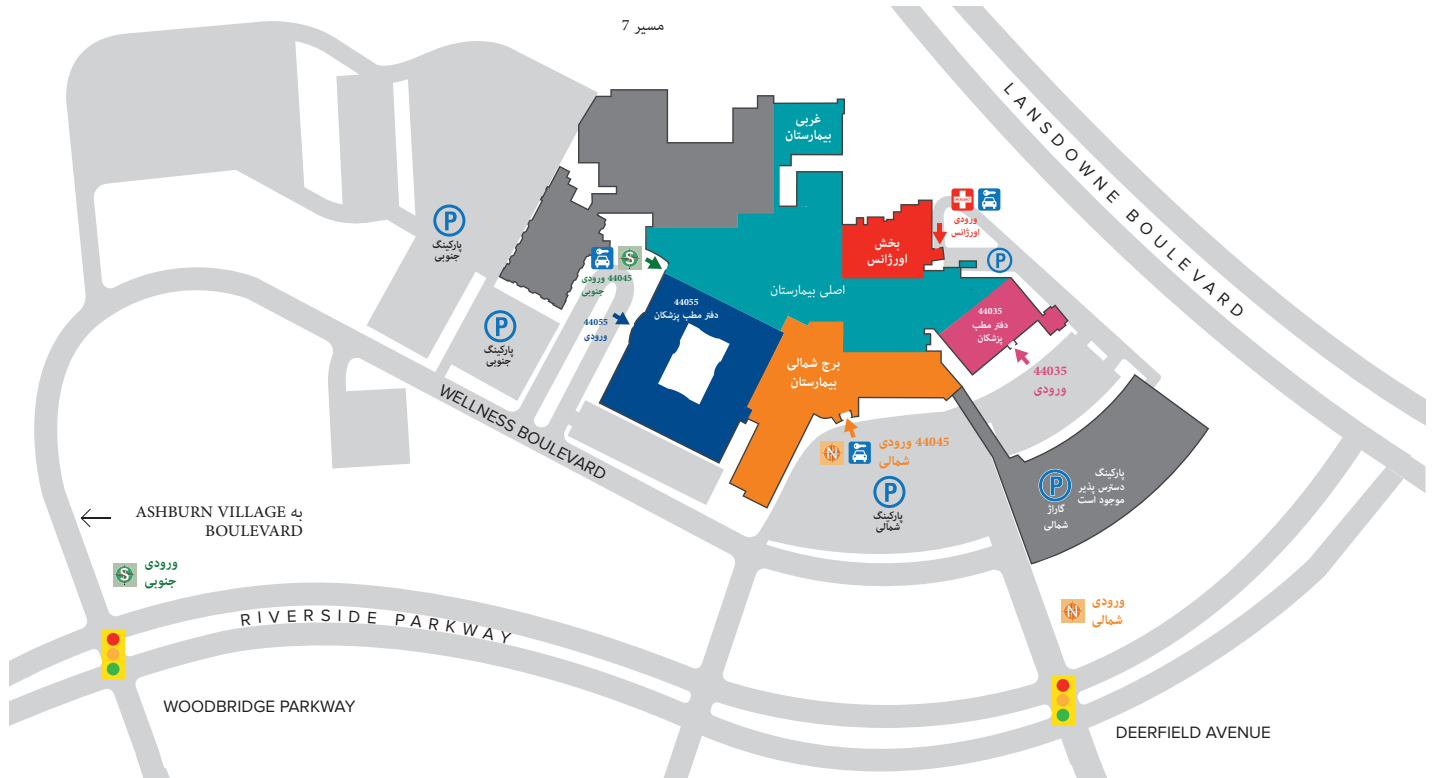 مسیر 7
LANSDOWNE BOULEVARD
غربی
بیمارستان
EMERGENCY
ورودی
اورژانس
بخش
اورژانس
P
P
پارکینگ
جنوبی
S
44045 ورودی
جنوبی
اصلی بیمارستان
44055
دفتر مطب پزشکان
44055
ورودی
44035
دفتر مطب
پزشکان
44035
ورودی
P
پارکینگ
جنوبی
برج شمالی
بیمارستان
WELLNESS BOULEVARD
N
44045 ورودی
شمالی
P
پارکینگ
شمالی
P
پارکینگ
دسترس پذیر
موجود است
گاراژ
شمالی
به ASHBURN VILLAGE
BOULEVARD
S
ورودی
جنوبی
N
ورودی
شمالی
RIVERSIDE PARKWAY
WOODBRIDGE PARKWAY
DEERFIELD AVENUE